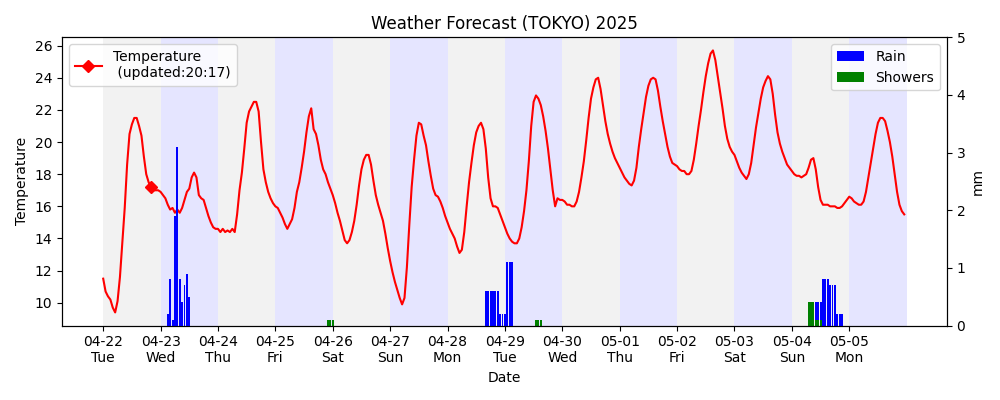 Weather Forecast (TOKYO) 2025
Temperature
(updated:20:17)
Rain
Showers
26
24
22
20
18
16
14
12
10
Temperature
5
4
3
2
1
0
mm
04-22 04-23 04-24 04-25 04-26 04-27 04-28 04-29 04-30 05-01 05-02 05-03 05-04 05-05
Tue Wed Thu Fri Sat Sun Mon Tue Wed Thu Fri Sat Sun Mon
Date